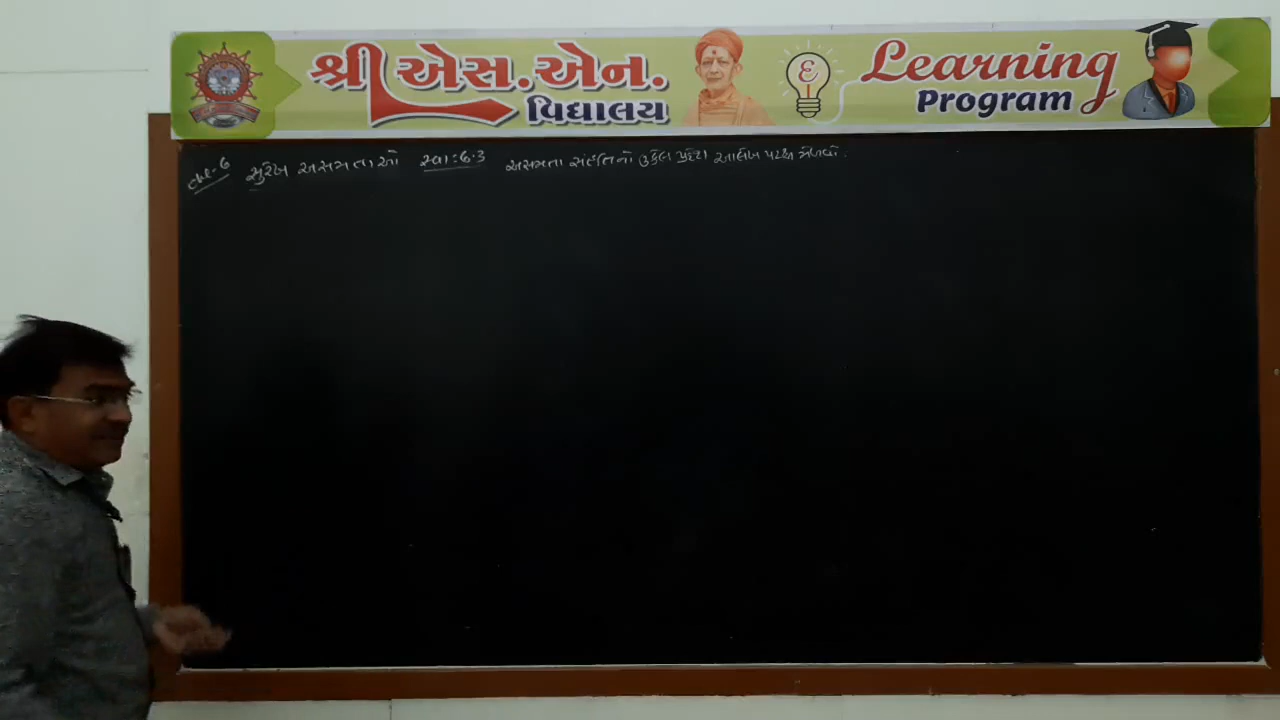 શ્રી એસ.એન.
વિદ્યાલય
Learning
Program
ch-6 સુરેખ અસમતાઓ સ્વા:6.3 અસમતા સંહતિનો ઉકેલ પ્રદેશ આલેખ પરથી મેળવો.